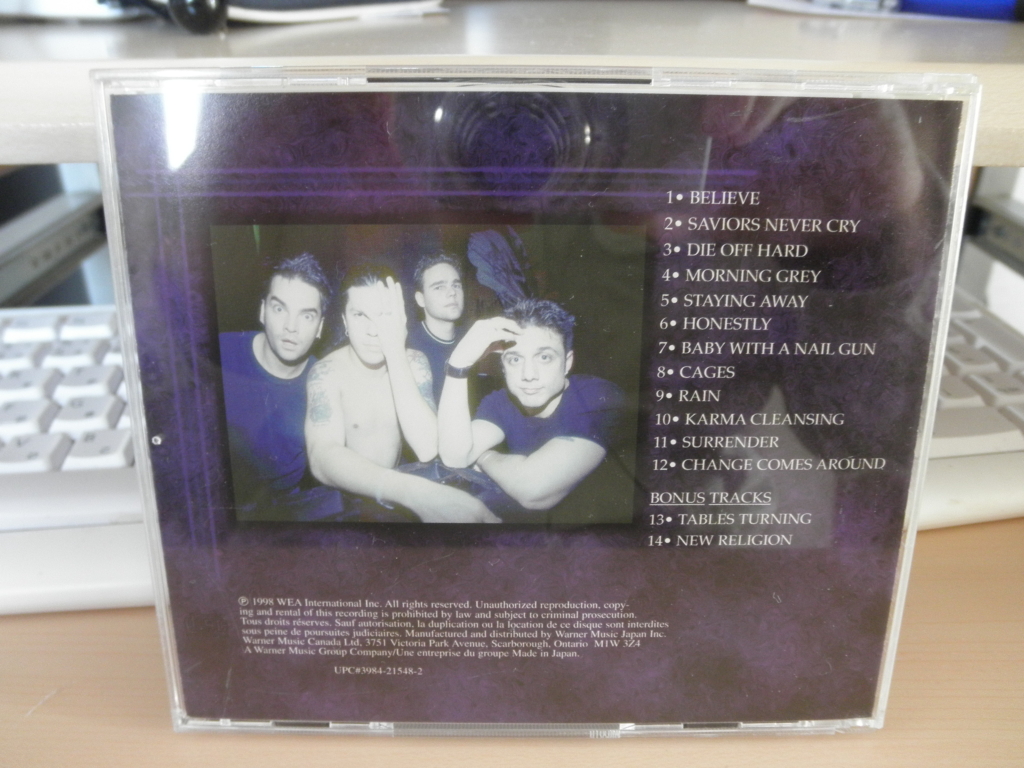 1• BELIEVE
2• SAVIORS NEVER CRY
3• DIE OFF HARD
4• MORNING GREY
5• STAYING AWAY
6• HONESTLY
7• BABY WITH A NAIL GUN
8• CAGES
9• RAIN
10• KARMA CLEANSING
11• SURRENDER
12• CHANGE COMES AROUND
BONUS TRACKS
13• TABLES TURNING
14• NEW RELIGION
℗ 1998 WEA International Inc. All rights reserved. Unauthorized reproduction, copy-
ing and rental of this recording is prohibited by law and subject to criminal prosecution.
Tous droits réserves. Sauf autorisation, la duplication ou la location de ce disque sont interdites
sous peine de poursuites judiciaires. Manufactured and distributed by Warner Music Japan Inc.
Warner Music Canada Ltd, 3751 Victoria Park Avenue, Scarborough, Ontario M1W 3Z4
A Warner Music Group Company/Une entreprise du groupe Made in Japan.
UPC#3984-21548-2